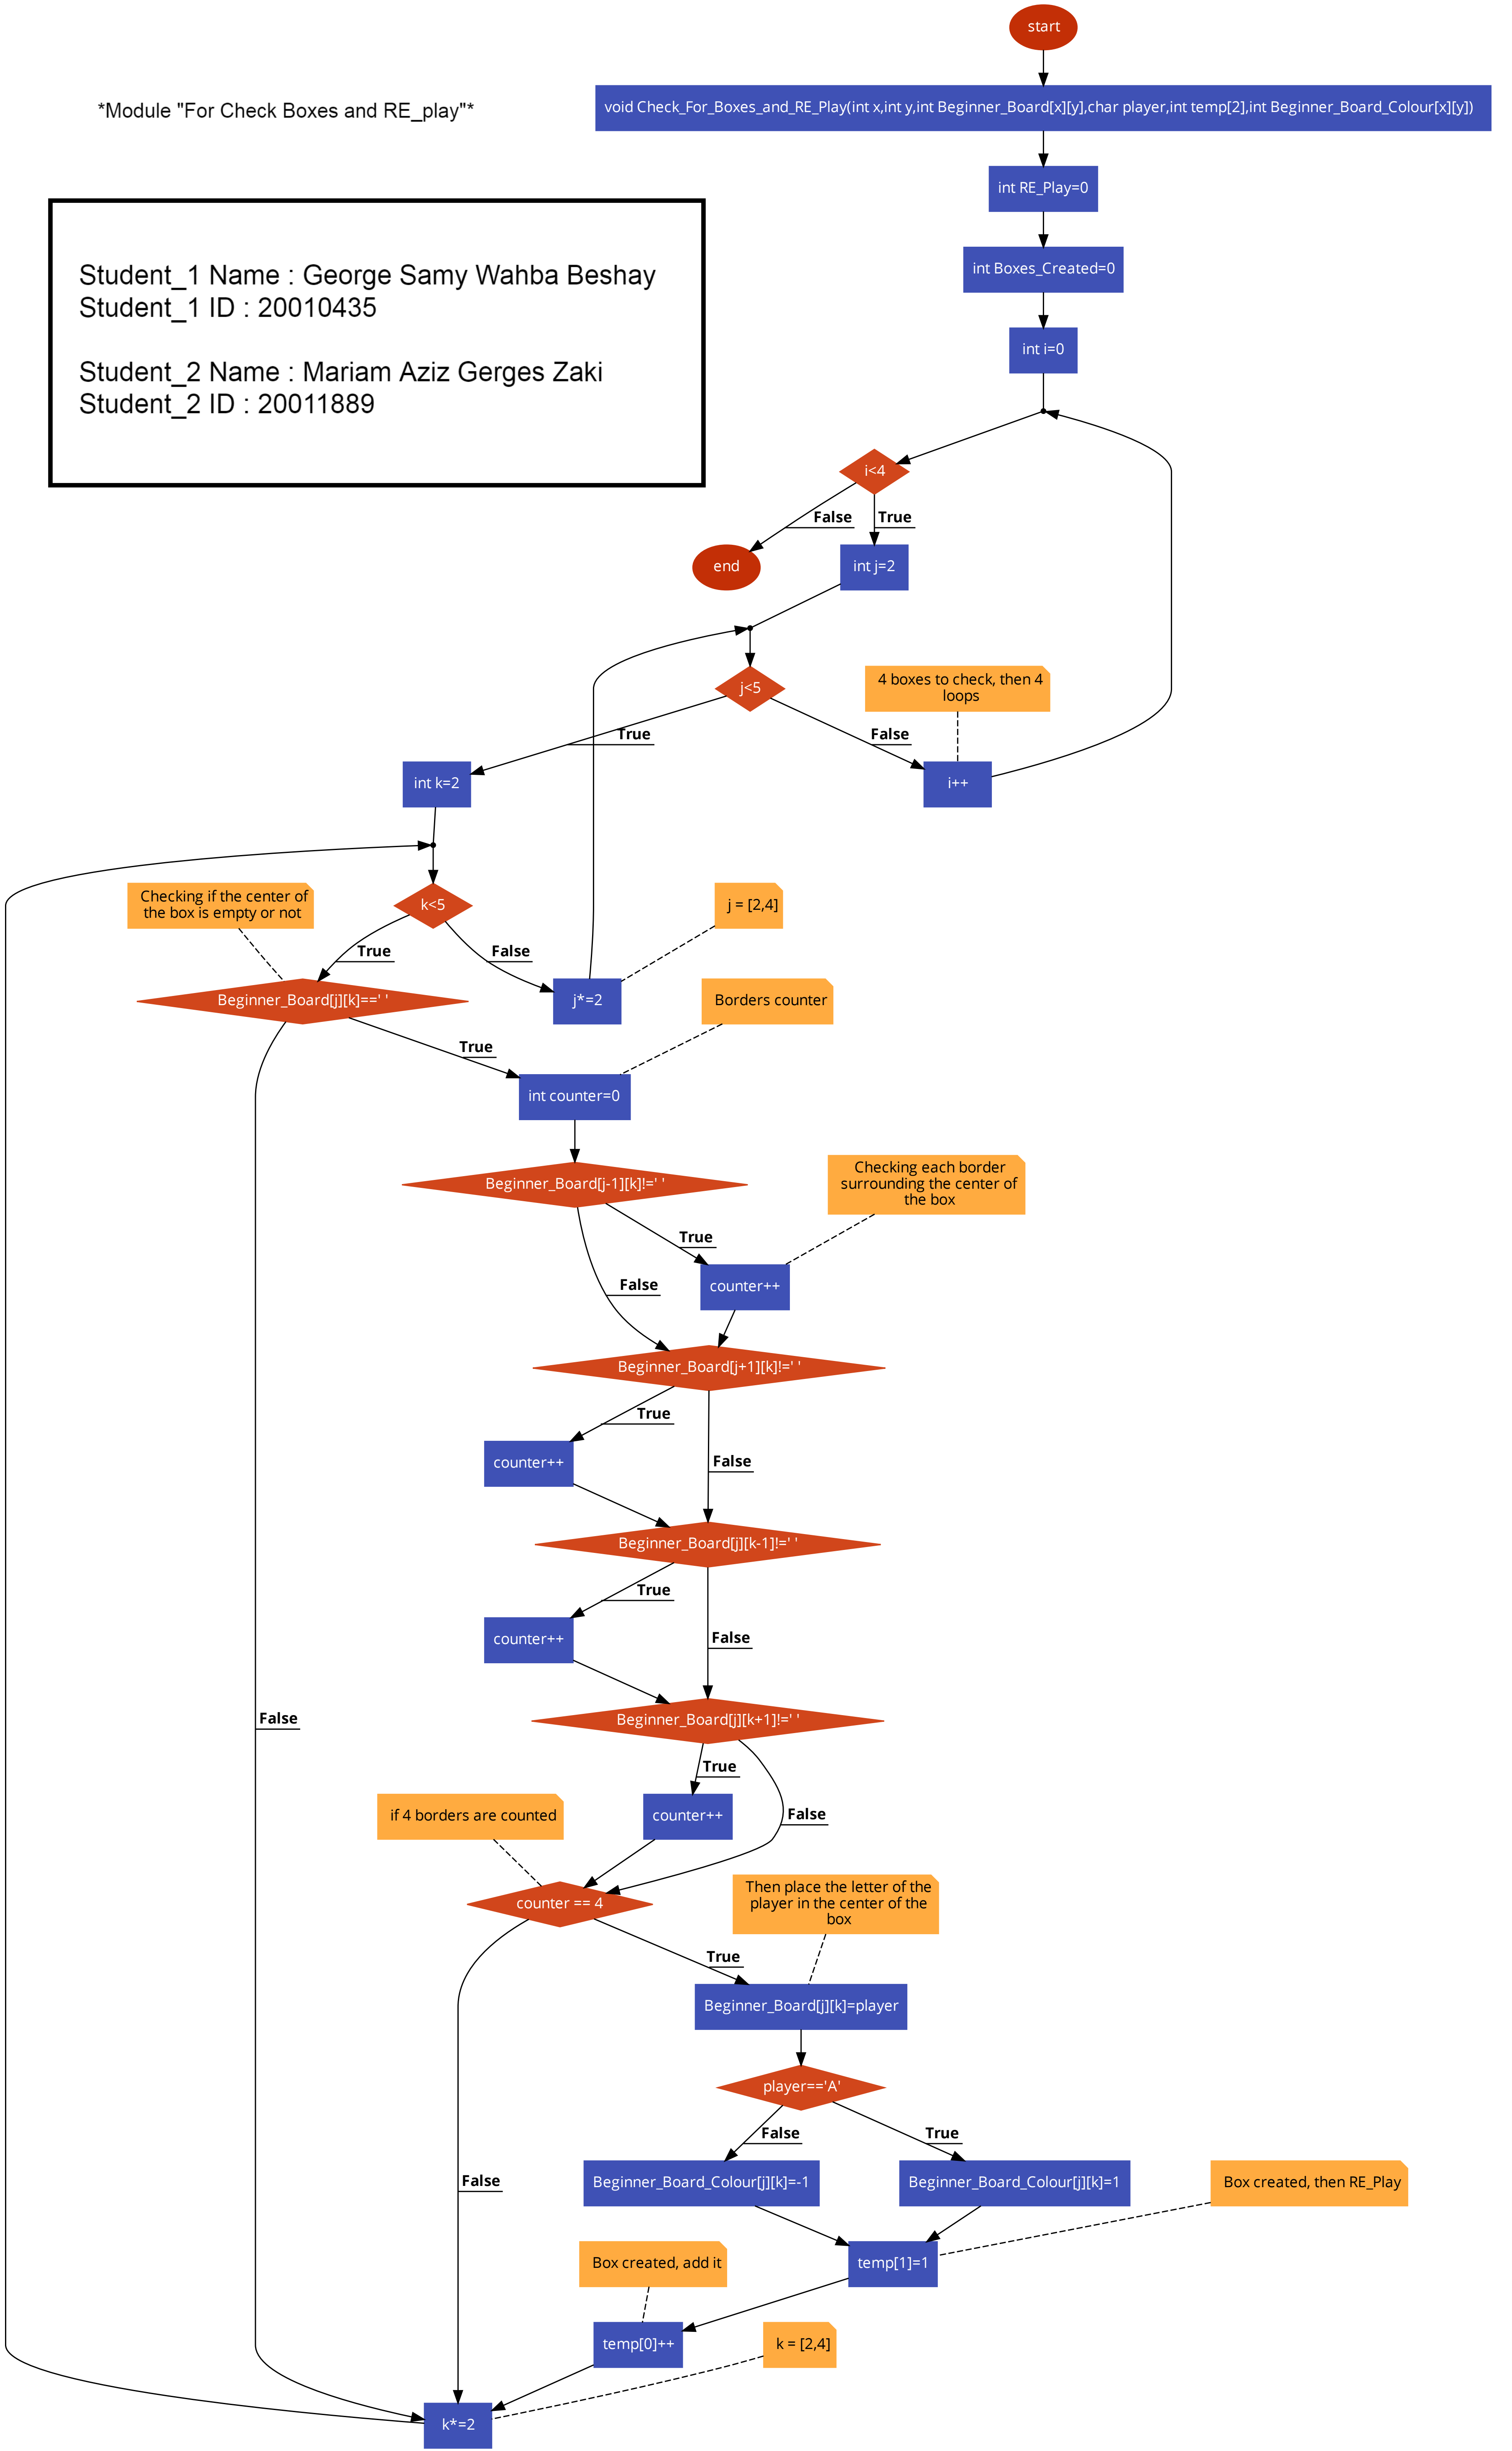 start
*Module "For Check Boxes and RE_play"*
void Check_For_Boxes_and_RE_Play(int x,int y,int Beginner_Board[x][y],char player,int temp[2],int Beginner_Board_Colour[x][y])
int RE_Play=0
Student_1 Name : George Samy Wahba Beshay
Student_1 ID : 20010435
Student_2 Name : Mariam Aziz Gerges Zaki
Student_2 ID : 20011889
int Boxes_Created=0
int i=0
i<4
False
True
end
int j=2
j<5
4 boxes to check, then 4
loops
True
False
int k=2
i++
Checking if the center of
the box is empty or not
k<5
j = [2,4]
True
False
Beginner_Board[j][k]==' '
j*=2
Borders counter
True
int counter=0
Beginner_Board[j-1][k]!=' '
Checking each border
surrounding the center of
the box
True
False
counter++
Beginner_Board[j+1][k]!=' '
True
counter++
False
Beginner_Board[j][k-1]!=' '
True
counter++
False
Beginner_Board[j][k+1]!=' '
False
True
if 4 borders are counted
counter++
False
counter == 4
Then place the letter of the
player in the center of the
box
True
Beginner_Board[j][k]=player
player=='A'
False
True
False
Beginner_Board_Colour[j][k]=-1
Beginner_Board_Colour[j][k]=1
Box created, then RE_Play
temp[1]=1
Box created, add it
temp[0]++
k = [2,4]
k*=2